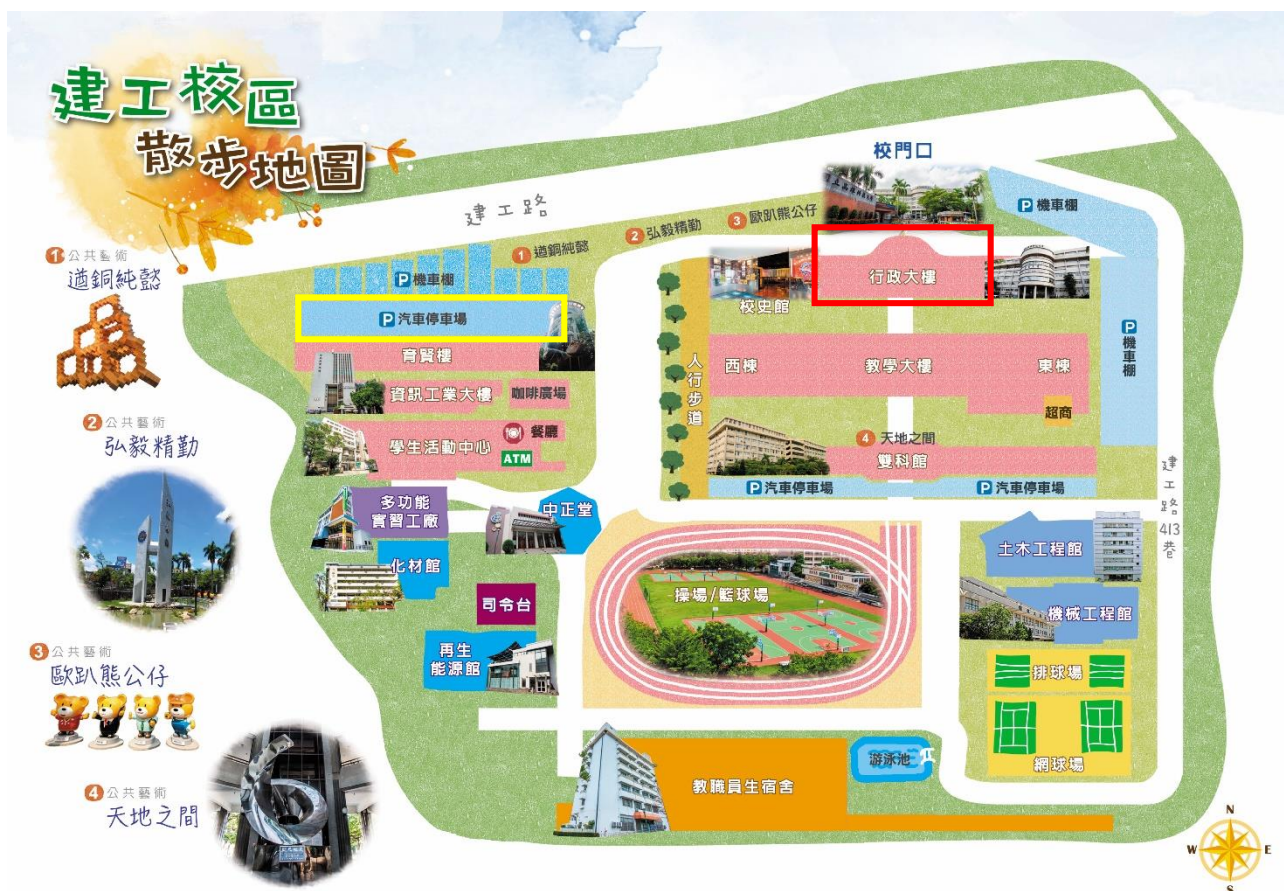 建工校區
散步地圖
校門口
P 機車棚
建工路
1 遒銅純懿
2 弘毅精勤
3 歐趴熊公仔
1 公共藝術
遒銅純懿
P 機車棚
P 汽車停車場
育賢樓
資訊工業大樓
咖啡廣場
學生活動中心
餐廳
ATM
校史館
行政大樓
人行步道
西棟
教學大樓
東棟
超商
P 機車棚
4 天地之間
雙科館
P 汽車停車場
P 汽車停車場
建工路413巷
2 公共藝術
弘毅精勤
多功能
實習工廠
中正堂
化材館
司令台
再生
能源館
操場/籃球場
土木工程館
機械工程館
排球場
網球場
3 公共藝術
歐趴熊公仔
4 公共藝術
天地之間
教職員生宿舍
游泳池
N
W
E
S